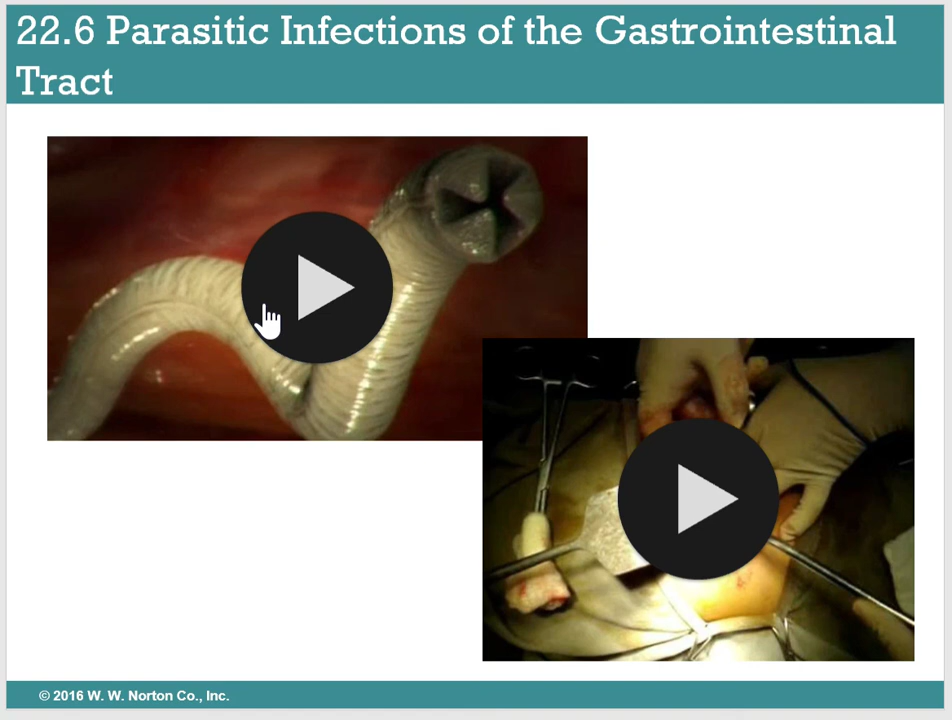 22.6 Parasitic Infections of the Gastrointestinal
Tract
© 2016 W. W. Norton Co., Inc.